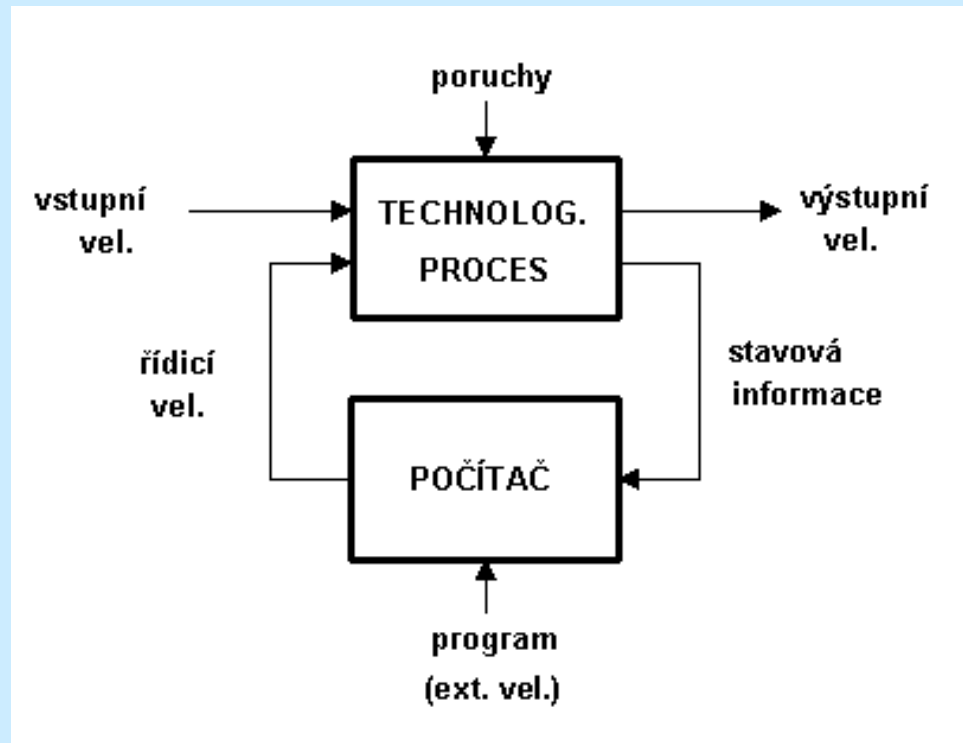 poruchy
vstupní
vel.
TECHNOLOG.
PROCES
výstupní
vel.
řídicí
vel.
stavová
informace
POČÍTAČ
program
(ext. vel.)